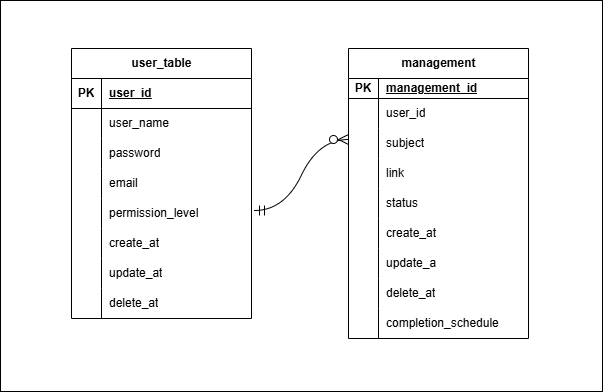 user_table
PK user_id
user_name
password
email
permission_level
create_at
update_at
delete_at
management
PK management_id
user_id
subject
link
status
create_at
update_a
delete_at
completion_schedule